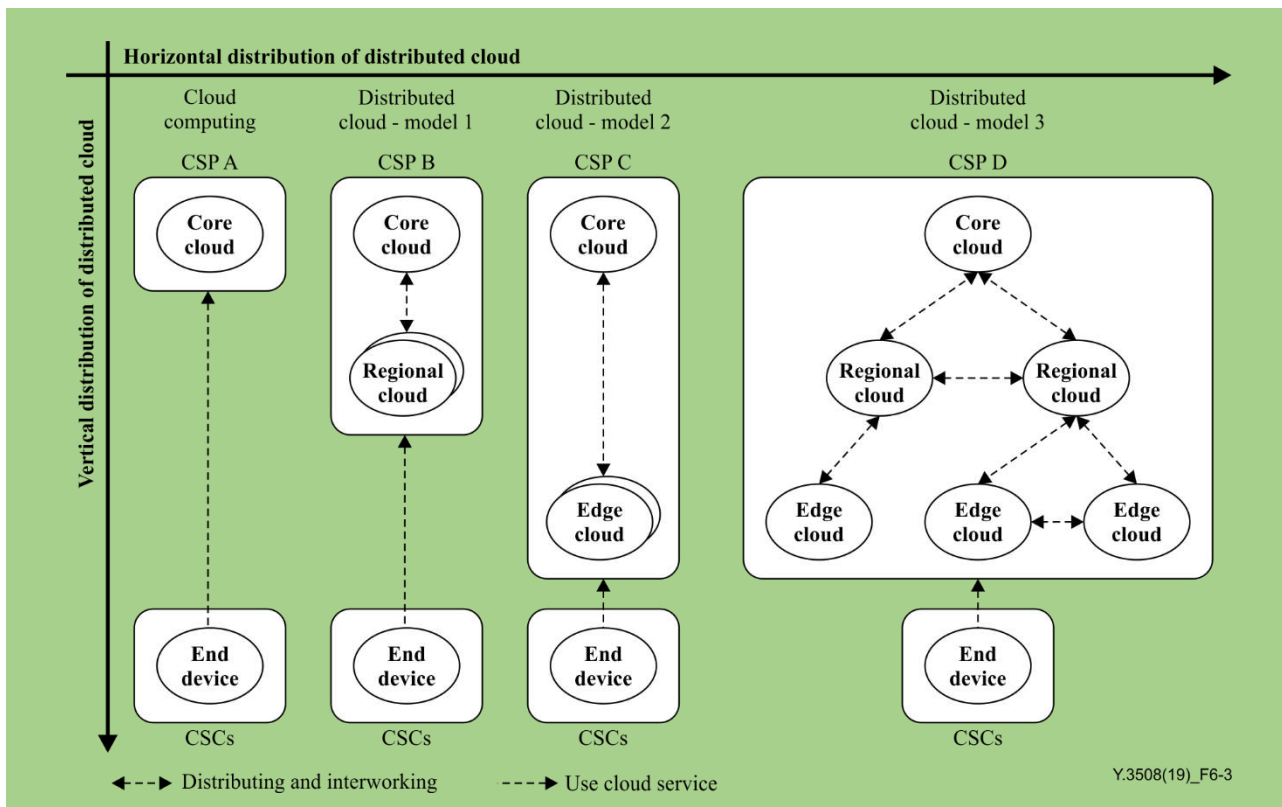 Horizontal distribution of distributed cloud
Vertical distribution of distributed cloud
Cloud
computing
CSP A
Core
cloud
End
device
CSCs
Distributed
cloud - model 1
CSP B
Core
cloud
Regional
cloud
End
device
CSCs
Distributed
cloud - model 2
CSP C
Core
cloud
Edge
cloud
End
device
CSCs
Distributed
cloud - model 3
CSP D
Core
cloud
Regional
cloud
Regional
cloud
Edge
cloud
Edge
cloud
Edge
cloud
End
device
CSCs
Distributing and interworking
Use cloud service
Y.3508(19)_F6-3